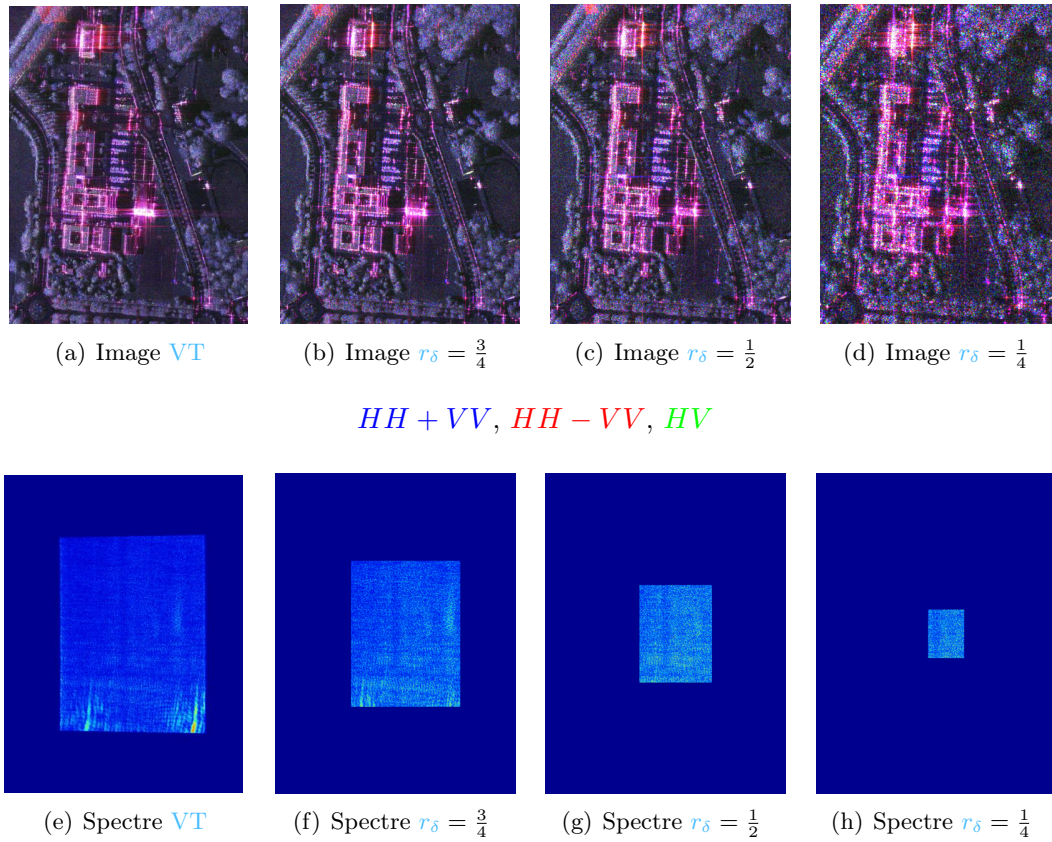 (a) Image VT (b) Image r_δ = 3/4 (c) Image r_δ = 1/2 (d) Image r_δ = 1/4
HH + VV, HH − VV, HV
(e) Spectre VT (f) Spectre r_δ = 3/4 (g) Spectre r_δ = 1/2 (h) Spectre r_δ = 1/4